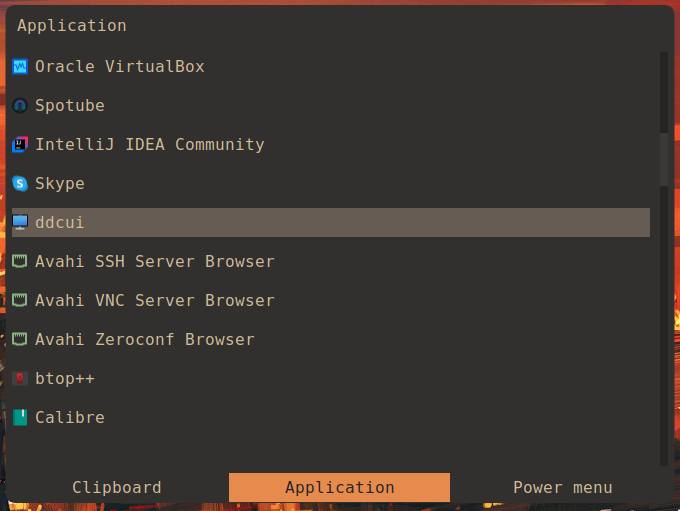 Application
Oracle VirtualBox
Spotube
IntelliJ IDEA Community
Skype
ddcui
Avahi SSH Server Browser
Avahi VNC Server Browser
Avahi Zeroconf Browser
btop++
Calibre
Clipboard Application Power menu